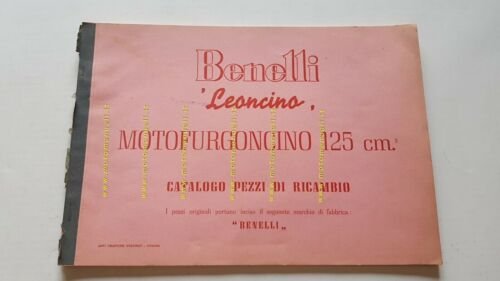 Benelli
"Leoncino„
MOTOFURGONCINO 125 cm.³
CATALOGO PEZZI DI RICAMBIO
I pezzi originali portano inciso il seguente marchio di fabbrica:
"BENELLI„